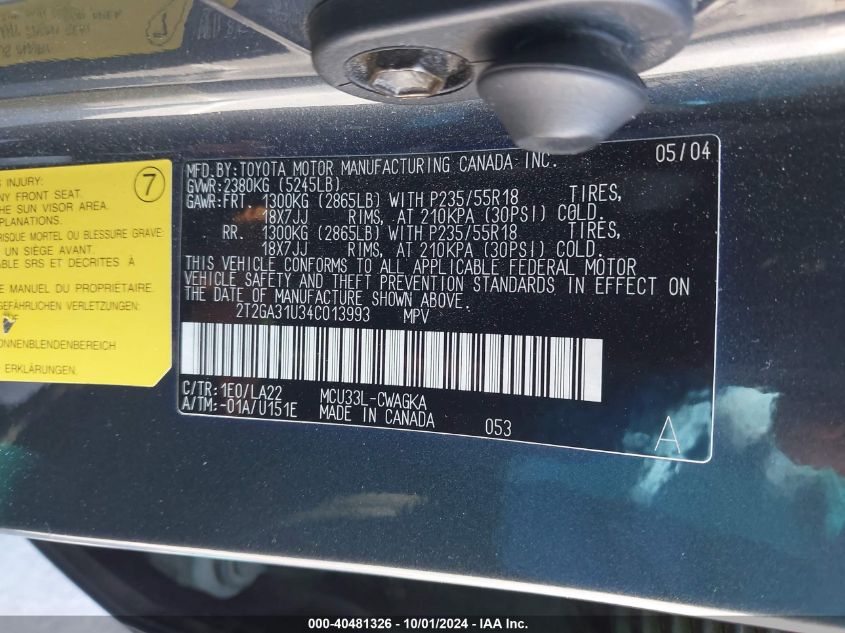 7
S INJURY:
NY FRONT SEAT.
HE SUN VISOR AREA.
XPLANATIONS.
RISQUE MORTEL OU BLESSURE GRAVE:
UN SIÈGE AVANT.
ABLE SRS ET DECRITES À
E MANUEL DU PROPRIETAIRE.
GEFÄHRLICHEN VERLETZUNGEN:
ONNENBLENDENBEREICH
ERKLÄRUNGEN.
MFD.BY:TOYOTA MOTOR MANUFACTURING CANADA INC. 05/04
GVWR:2380KG (5245LB)
GAWR:FRT. 1300KG (2865LB) WITH P235/55R18 TIRES,
18X7JJ RIMS, AT 210KPA (30PSI) COLD.
RR. 1300KG (2865LB) WITH P235/55R18 TIRES,
18X7JJ RIMS, AT 210KPA (30PSI) COLD.
THIS VEHICLE CONFORMS TO ALL APPLICABLE FEDERAL MOTOR
VEHICLE SAFETY AND THEFT PREVENTION STANDARDS IN EFFECT ON
THE DATE OF MANUFACTURE SHOWN ABOVE.
2T2GA31U34C013993 MPV
C/TR:1E0/LA22 MCU33L-CWAGKA
A/TM:-01A/U151E MADE IN CANADA 053
A
000-40481326 - 10/01/2024 - IAA Inc.